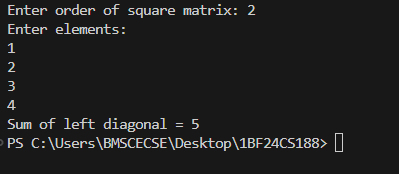 Enter order of square matrix: 2
Enter elements:
1
2
3
4
Sum of left diagonal = 5
PS C:\Users\BMSCECSE\Desktop\1BF24CS188>